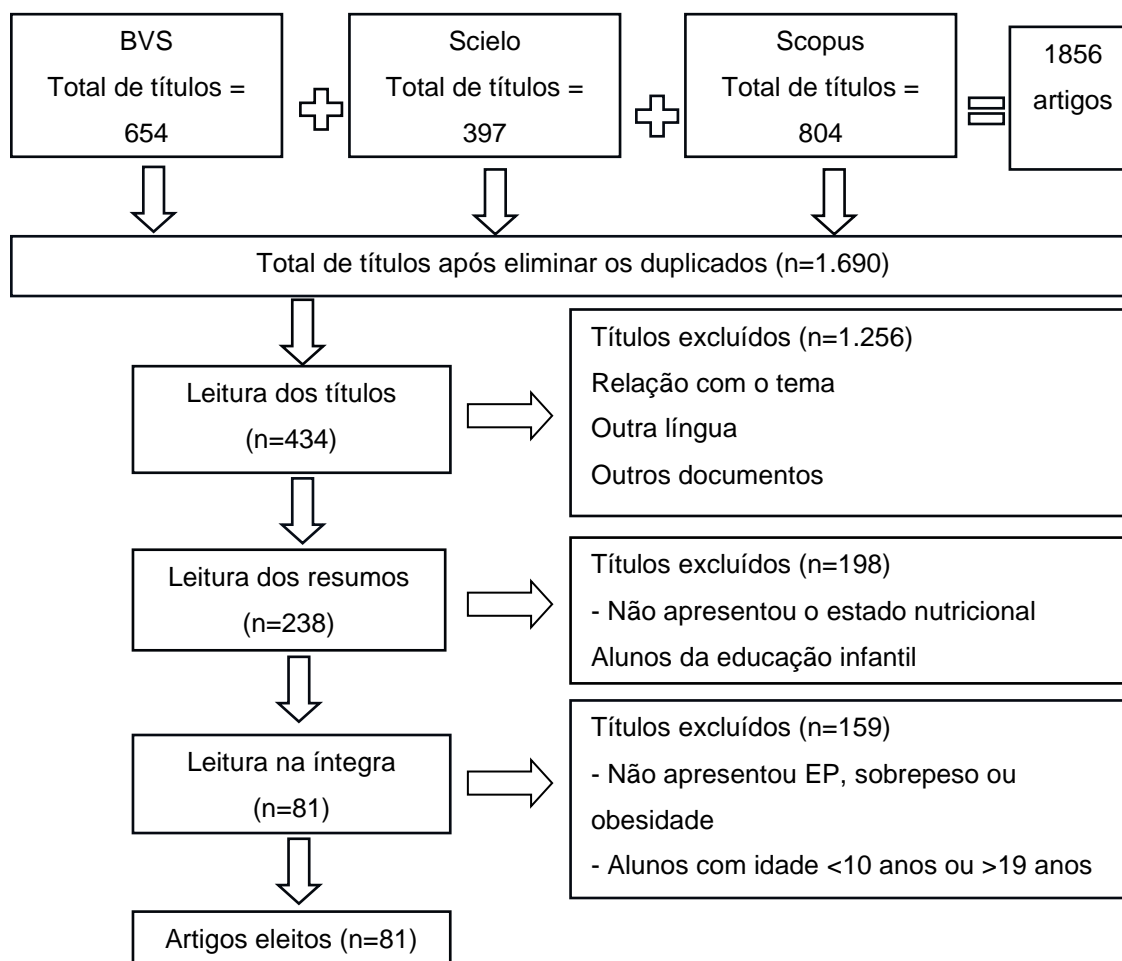 BVS
Total de títulos =
654
Scielo
Total de títulos =
397
Scopus
Total de títulos =
804
1856
artigos
Total de títulos após eliminar os duplicados (n=1.690)
Leitura dos títulos
(n=434)
Títulos excluídos (n=1.256)
Relação com o tema
Outra língua
Outros documentos
Leitura dos resumos
(n=238)
Títulos excluídos (n=198)
- Não apresentou o estado nutricional
Alunos da educação infantil
Leitura na íntegra
(n=81)
Títulos excluídos (n=159)
- Não apresentou EP, sobrepeso ou
obesidade
- Alunos com idade <10 anos ou >19 anos
Artigos eleitos (n=81)